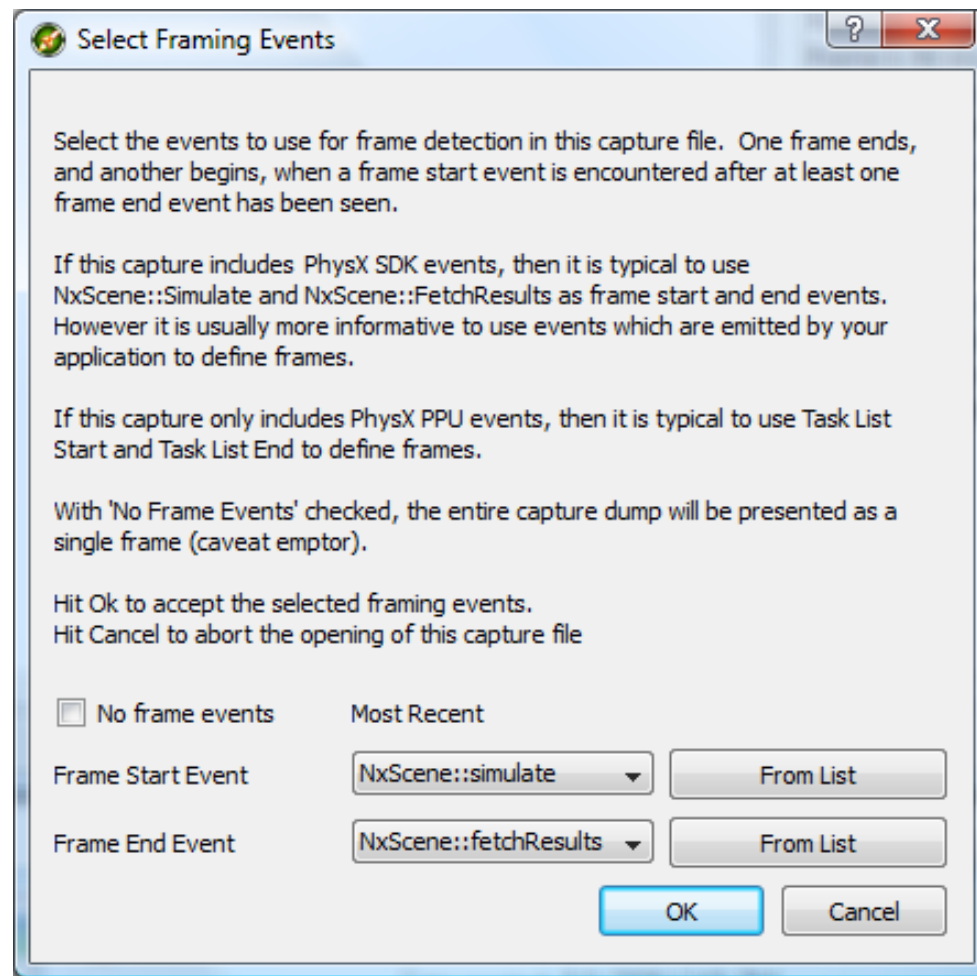 Select Framing Events
Select the events to use for frame detection in this capture file.  One frame ends,
and another begins, when a frame start event is encountered after at least one
frame end event has been seen.
If this capture includes  PhysX SDK events, then it is typical to use
NxScene::Simulate and NxScene::FetchResults as frame start and end events.
However it is usually more informative to use events which are emitted by your
application to define frames.
If this capture only includes PhysX PPU events, then it is typical to use Task List
Start and Task List End to define frames.
With 'No Frame Events' checked, the entire capture dump will be presented as a
single frame (caveat emptor).
Hit Ok to accept the selected framing events.
Hit Cancel to abort the opening of this capture file
No frame events Most Recent
Frame Start Event NxScene::simulate From List
Frame End Event NxScene::fetchResults From List
OK Cancel